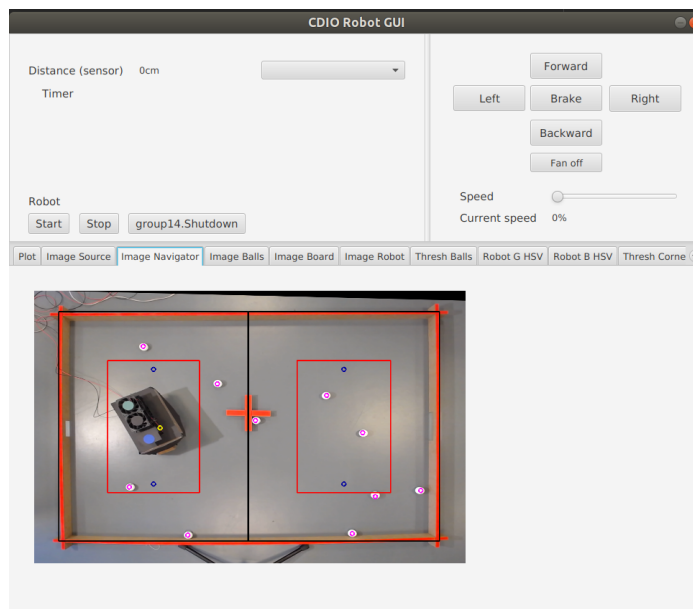 CDIO Robot GUI
Distance (sensor) 0cm
Timer
Forward
Left Brake Right
Backward
Fan off
Robot
Start Stop group14.Shutdown
Speed
Current speed 0%
Plot Image Source Image Navigator Image Balls Image Board Image Robot Thresh Balls Robot G HSV Robot B HSV Thresh Corne